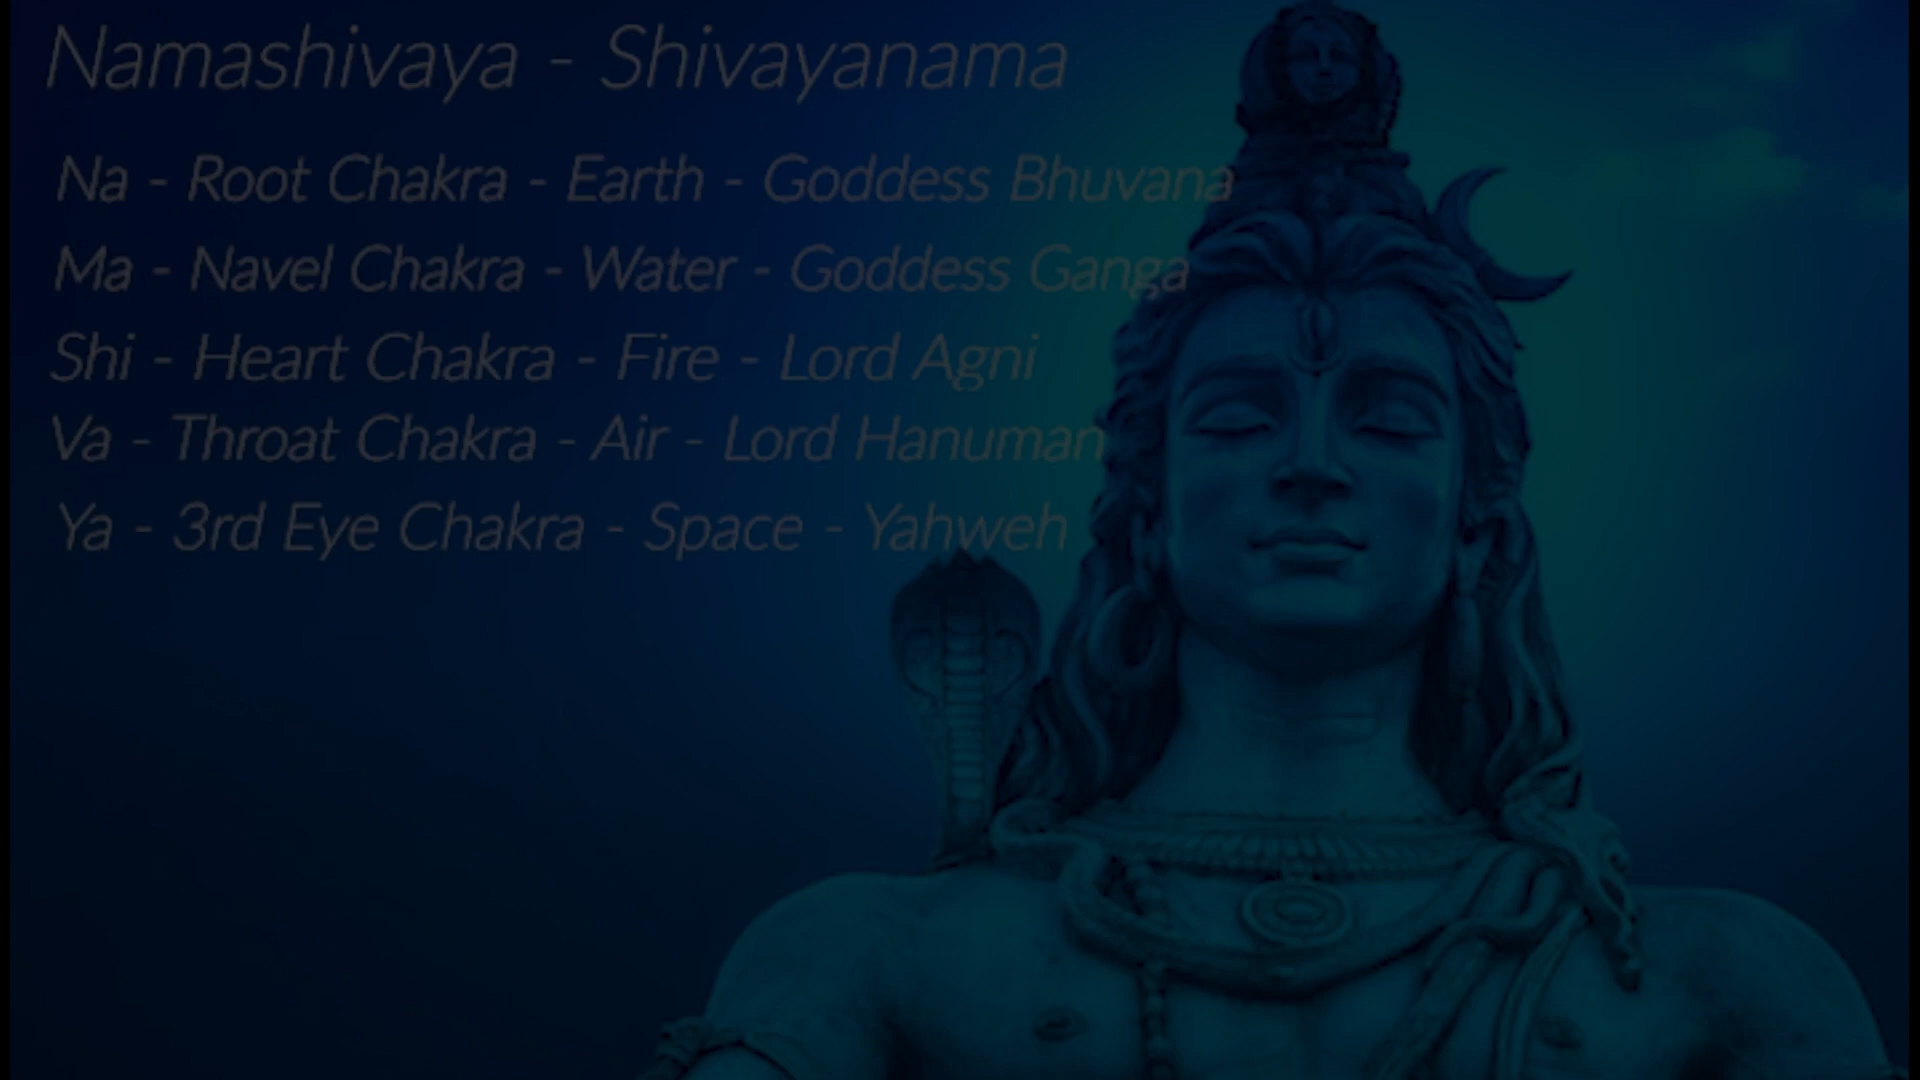 Namashivaya - Shivayanama
Na - Root Chakra - Earth - Goddess Bhuvana
Ma - Navel Chakra - Water - Goddess Ganga
Shi - Heart Chakra - Fire - Lord Agni
Va - Throat Chakra - Air - Lord Hanuman
Ya - 3rd Eye Chakra - Space - Yahweh